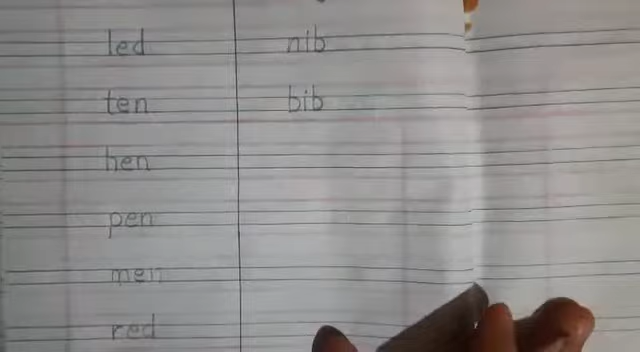 led nib
ten bib
hen
pen
men
red